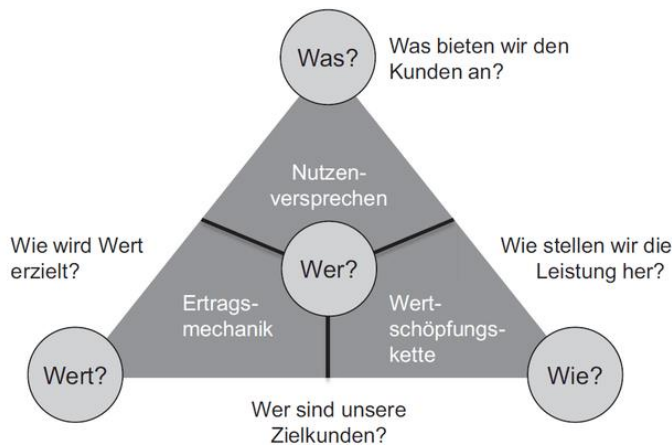 Was?
Was bieten wir den
Kunden an?
Nutzen-
versprechen
Wie wird Wert
erzielt?
Wer?
Wie stellen wir die
Leistung her?
Ertrags-
mechanik
Wert-
schöpfungs-
kette
Wert?
Wie?
Wer sind unsere
Zielkunden?